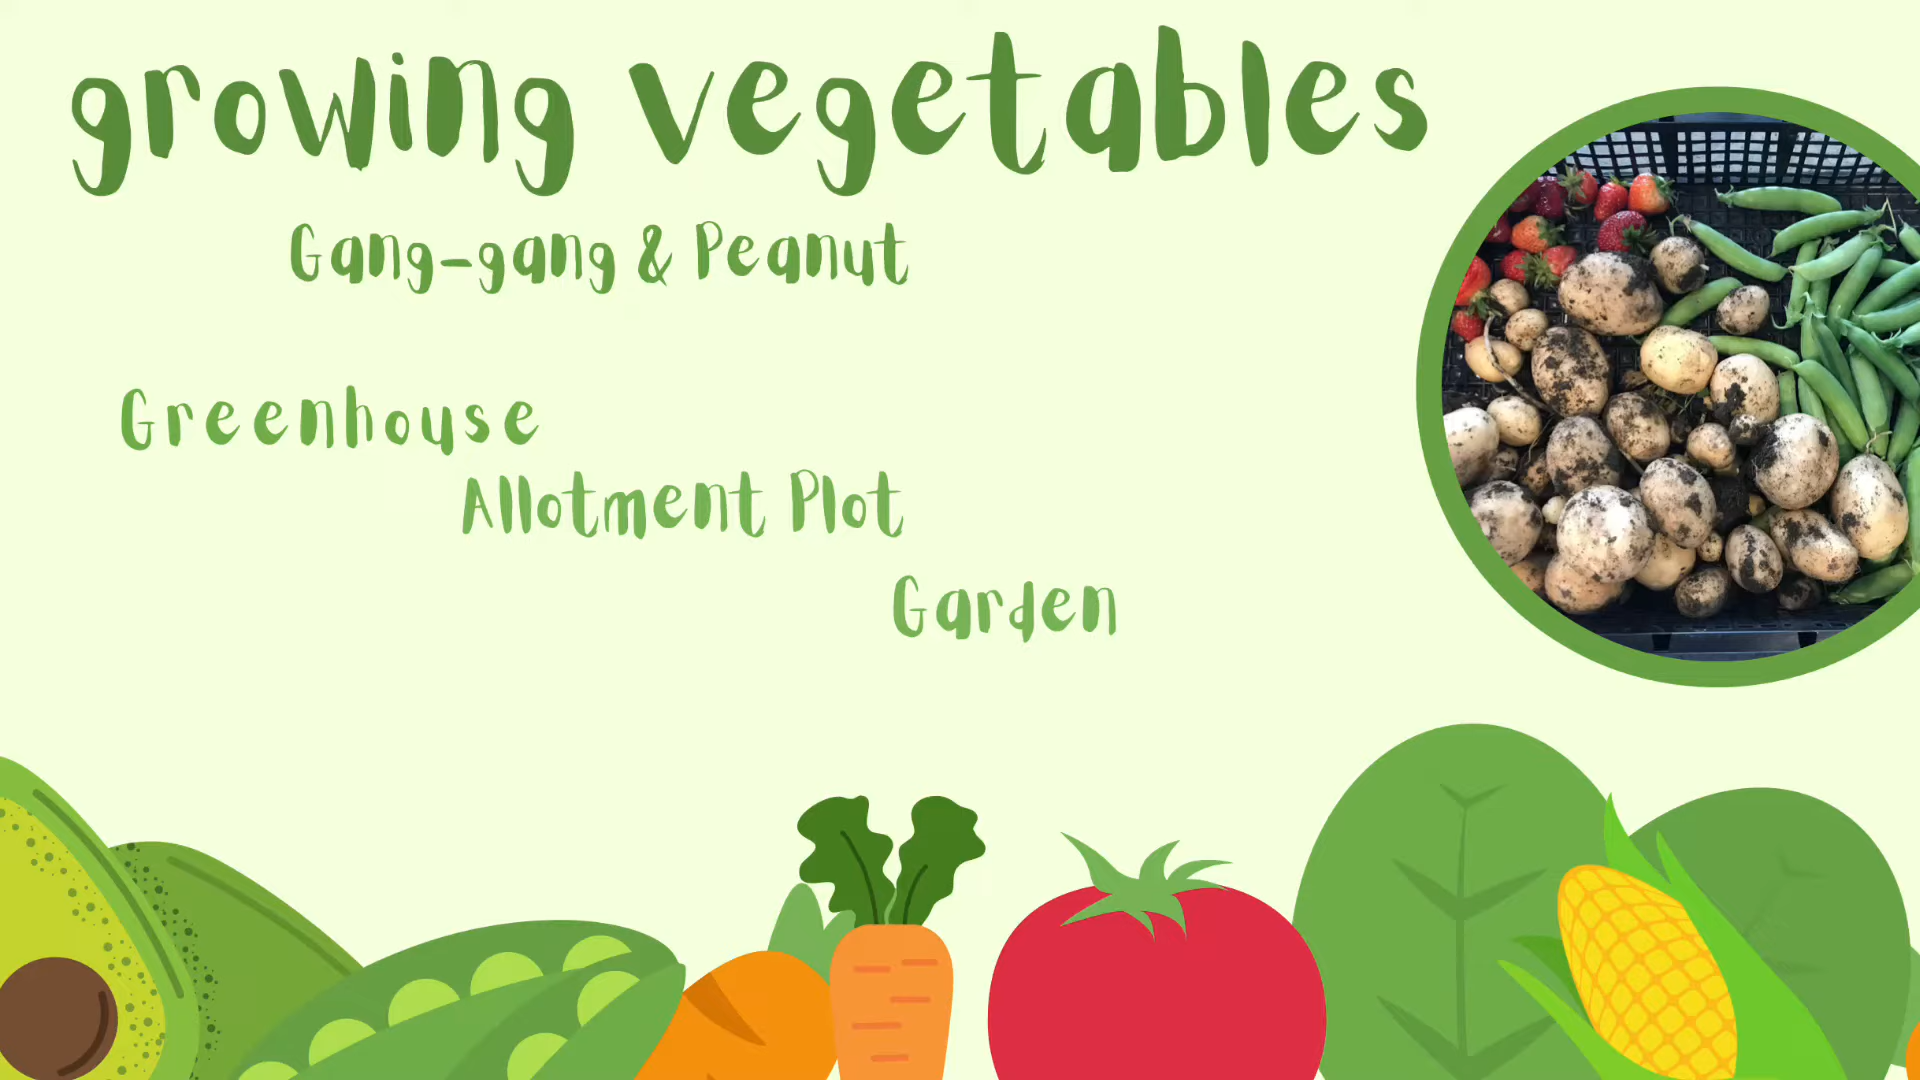 growing vegetables
Gang-gang & Peanut
Greenhouse
Allotment Plot
Garden